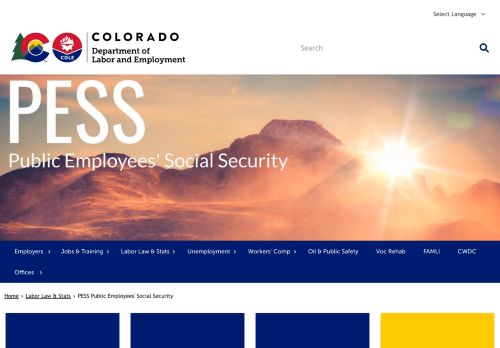 Select Language
CO
CDLE
COLORADO
Department of
Labor and Employment
Search
PESS
Public Employees' Social Security
Employers
Jobs & Training
Labor Law & Stats
Unemployment
Workers' Comp
Oil & Public Safety
Voc Rehab
FAMLI
CWDC
Offices
Home › Labor Law & Stats › PESS Public Employees' Social Security